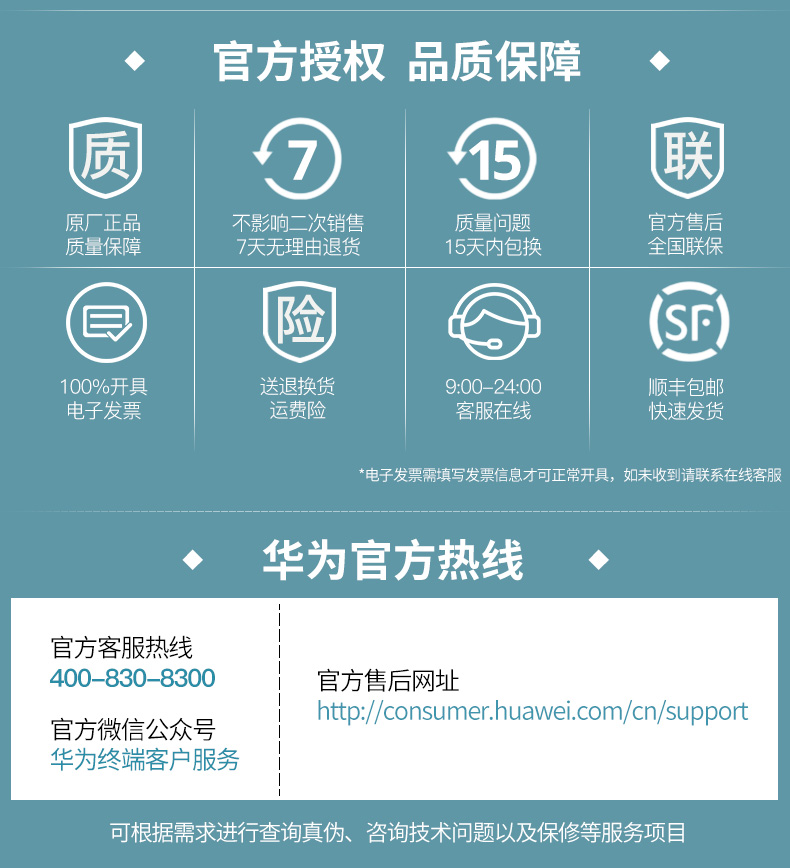 官方授权 品质保障
质
7
15
联
原厂正品
质量保障
不影响二次销售
7天无理由退货
质量问题
15天内包换
官方售后
全国联保
险
SF
100%开具
电子发票
送退换货
运费险
9:00-24:00
客服在线
顺丰包邮
快速发货
*电子发票需填写发票信息才可正常开具，如未收到请联系在线客服
华为官方热线
官方客服热线
400-830-8300
官方微信公众号
华为终端客户服务
官方售后网址
http://consumer.huawei.com/cn/support
可根据需求进行查询真伪、咨询技术问题以及保修等服务项目